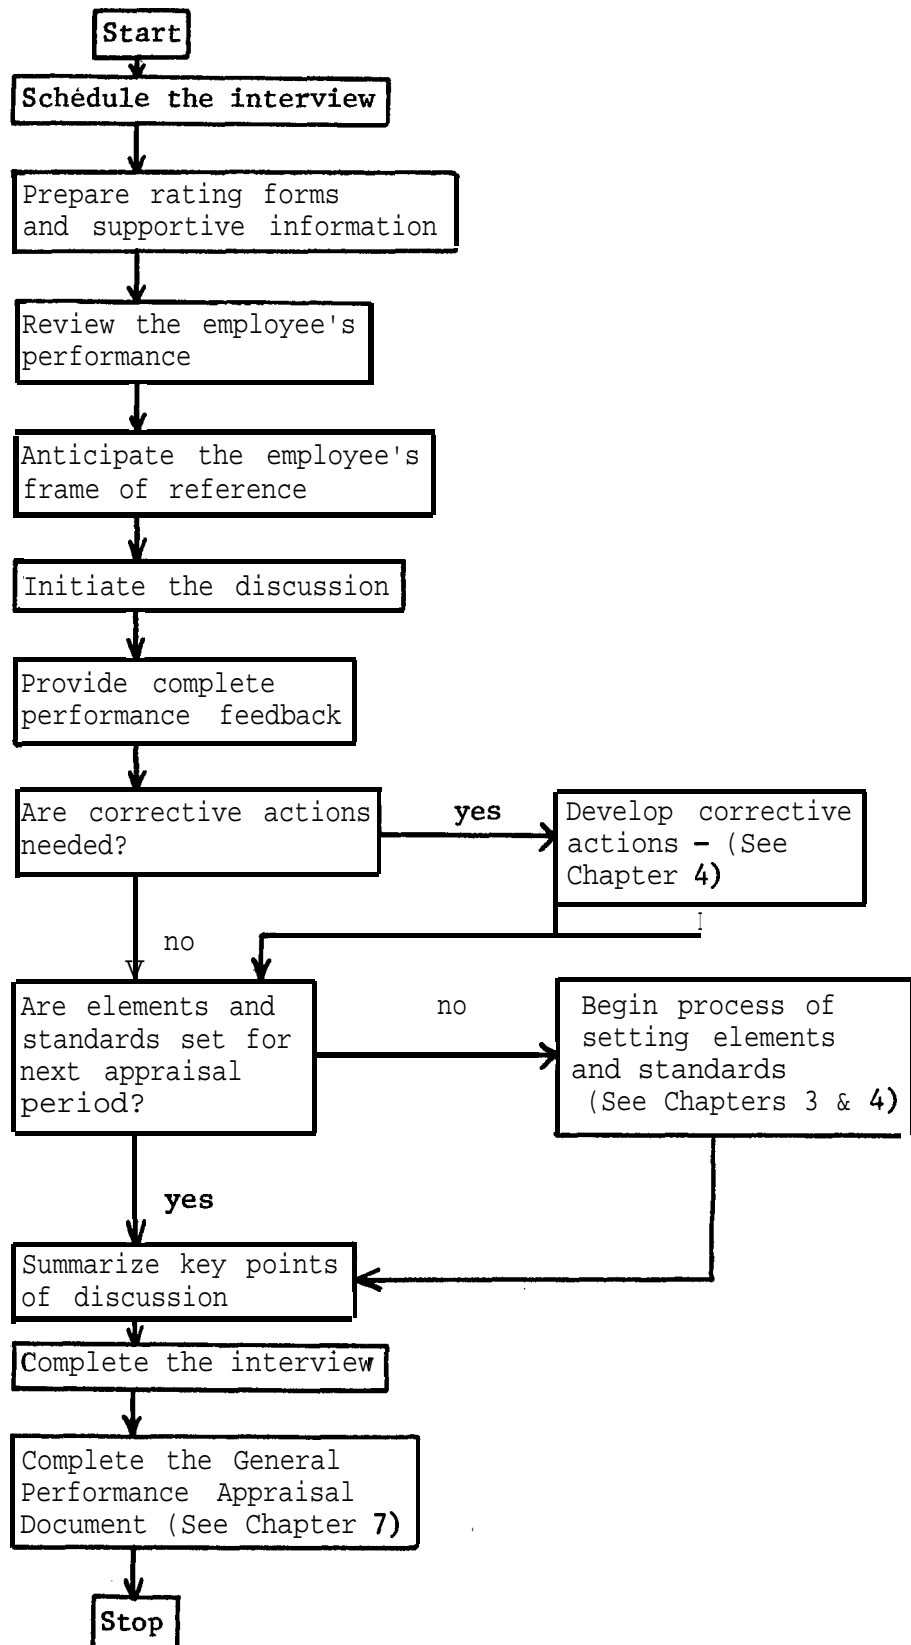 Start
Schedule the interview
Prepare rating forms
and supportive information
Review the employee's
performance
Anticipate the employee's
frame of reference
Initiate the discussion
Provide complete
performance feedback
Are corrective actions
needed?
yes
Develop corrective
actions - (See
Chapter 4)
no
Are elements and
standards set for
next appraisal
period?
no
Begin process of
setting elements
and standards
(See Chapters 3 & 4)
yes
Summarize key points
of discussion
Complete the interview
Complete the General
Performance Appraisal
Document (See Chapter 7)
Stop